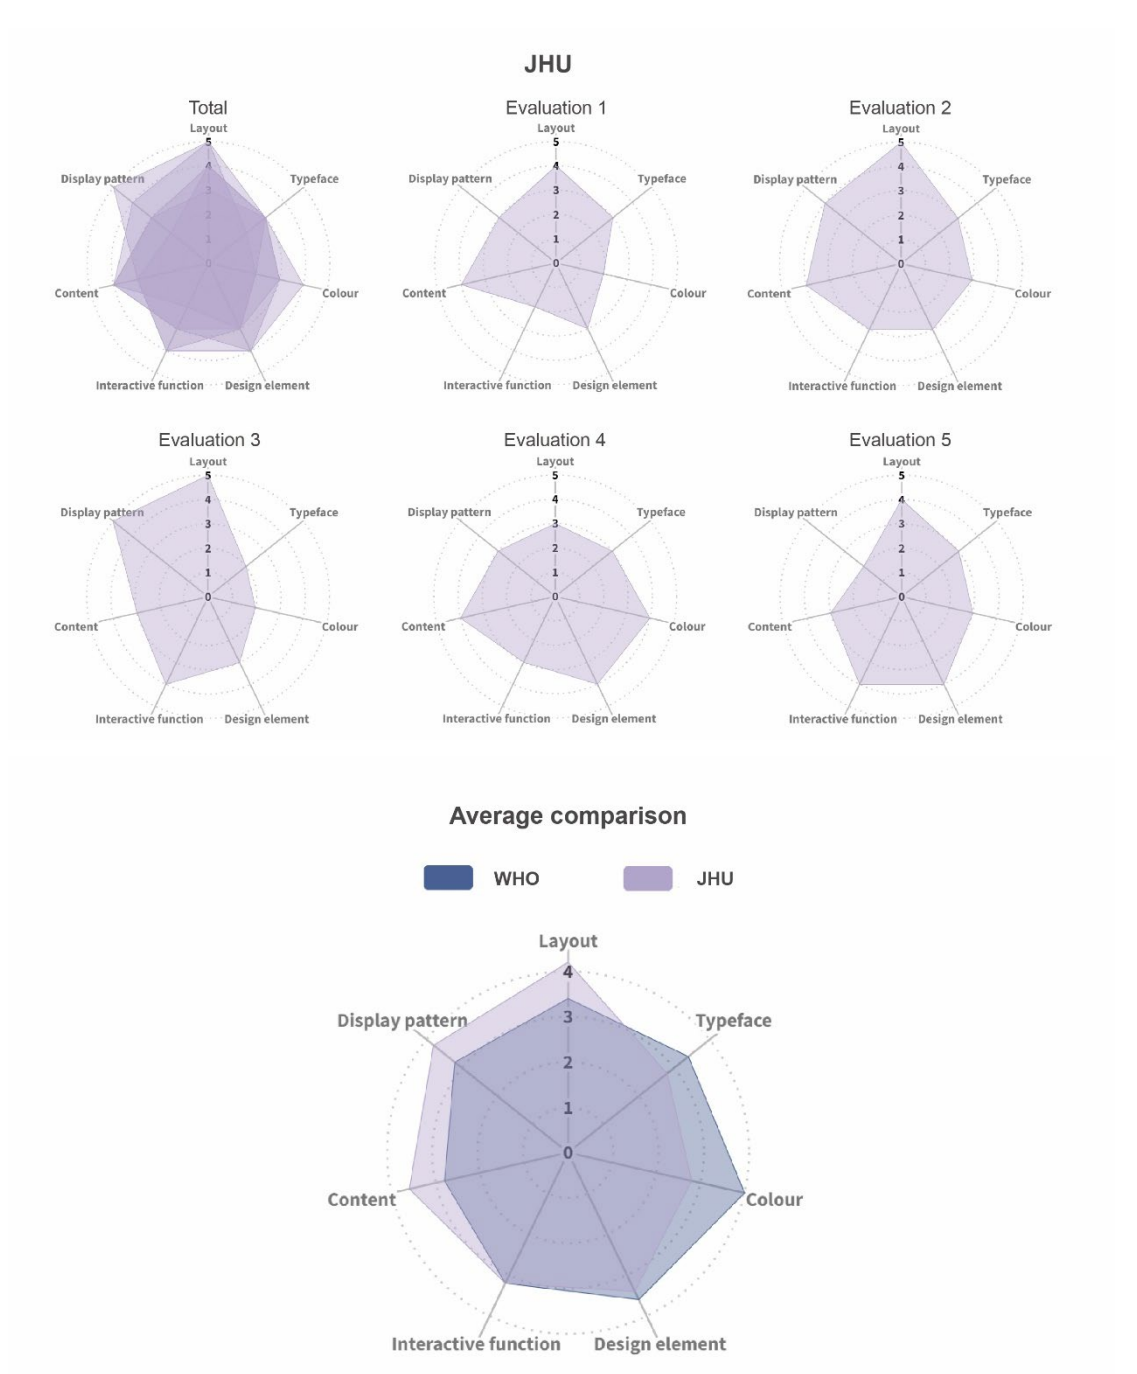 JHU
Total
Layout
5
4
3
2
1
0
Display pattern
Typeface
Content
Colour
Interactive function
Design element
Evaluation 1
Layout
5
4
3
2
1
0
Display pattern
Typeface
Content
Colour
Interactive function
Design element
Evaluation 2
Layout
5
4
3
2
1
0
Display pattern
Typeface
Content
Colour
Interactive function
Design element
Evaluation 3
Layout
5
4
3
2
1
0
Display pattern
Typeface
Content
Colour
Interactive function
Design element
Evaluation 4
Layout
5
4
3
2
1
0
Display pattern
Typeface
Content
Colour
Interactive function
Design element
Evaluation 5
Layout
5
4
3
2
1
0
Display pattern
Typeface
Content
Colour
Interactive function
Design element
Average comparison
WHO
JHU
Layout
4
3
2
1
0
Display pattern
Typeface
Content
Colour
Interactive function
Design element